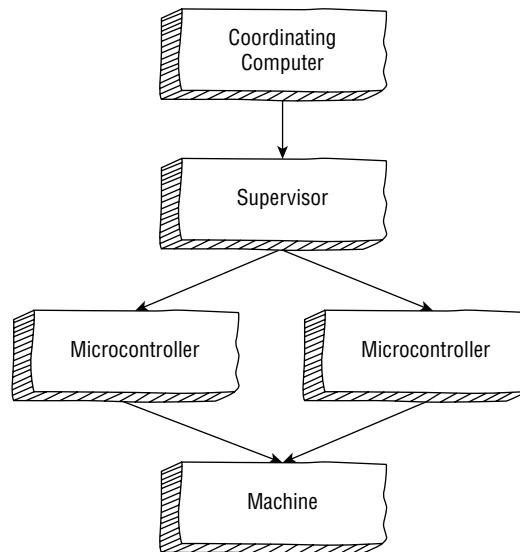 Coordinating
Computer
Supervisor
Microcontroller
Microcontroller
Machine